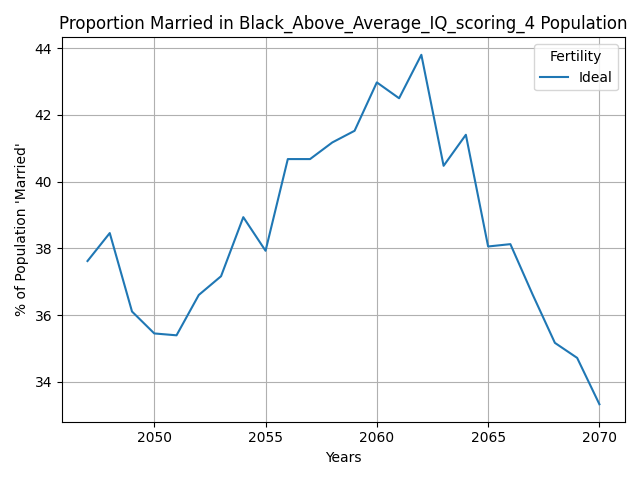 Proportion Married in Black_Above_Average_IQ_scoring_4 Population
Fertility
Ideal
% of Population 'Married'
44
42
40
38
36
34
2050 2055 2060 2065 2070
Years